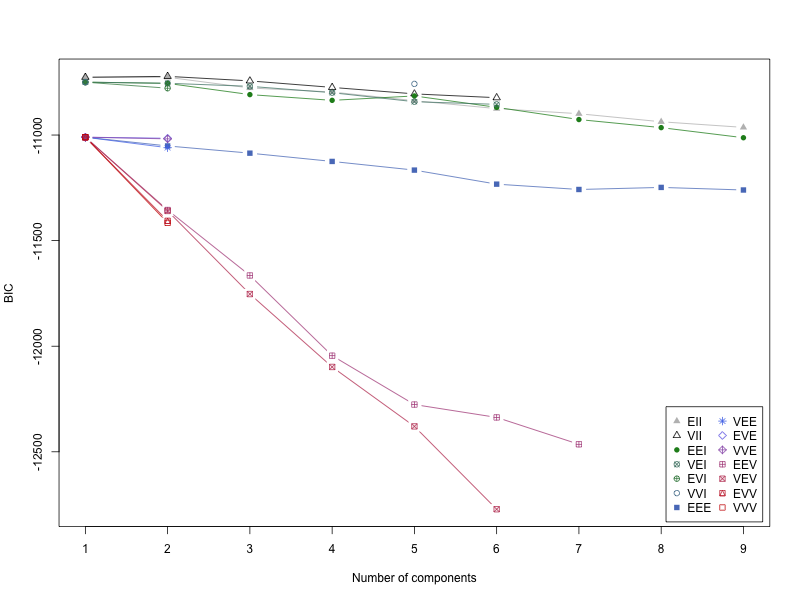 -11000
-11500
-12000
-12500
BIC
EII VEE
VII EVE
EEI VVE
VEI EEV
EVI VEV
VVI EVV
EEE VVV
1 2 3 4 5 6 7 8 9
Number of components